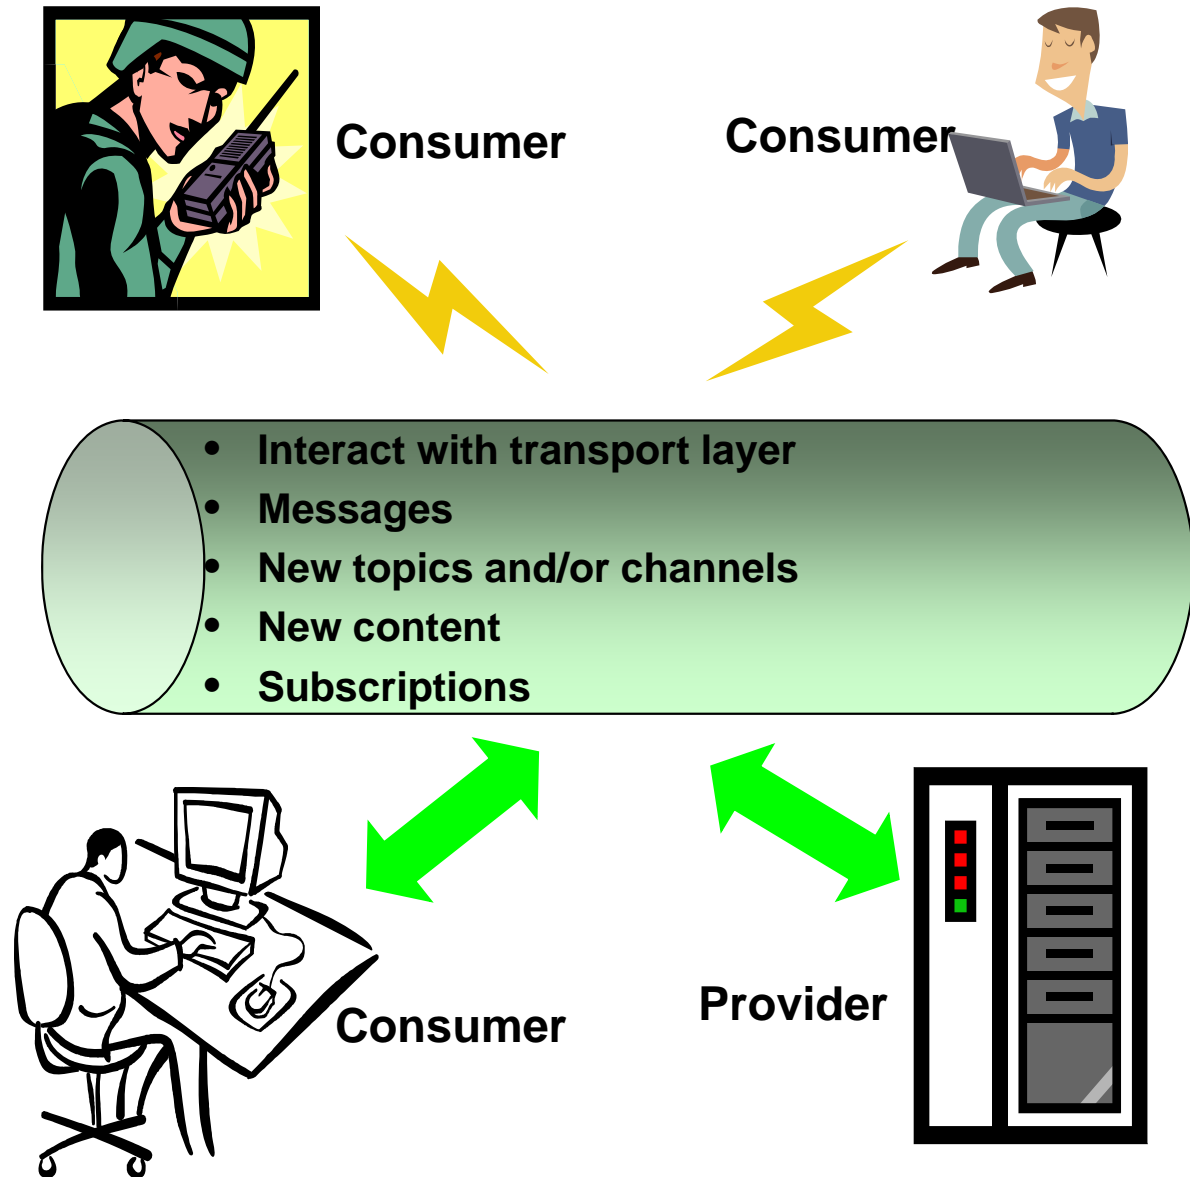 Consumer
Consumer
• Interact with transport layer
• Messages
• New topics and/or channels
• New content
• Subscriptions
Provider
Consumer